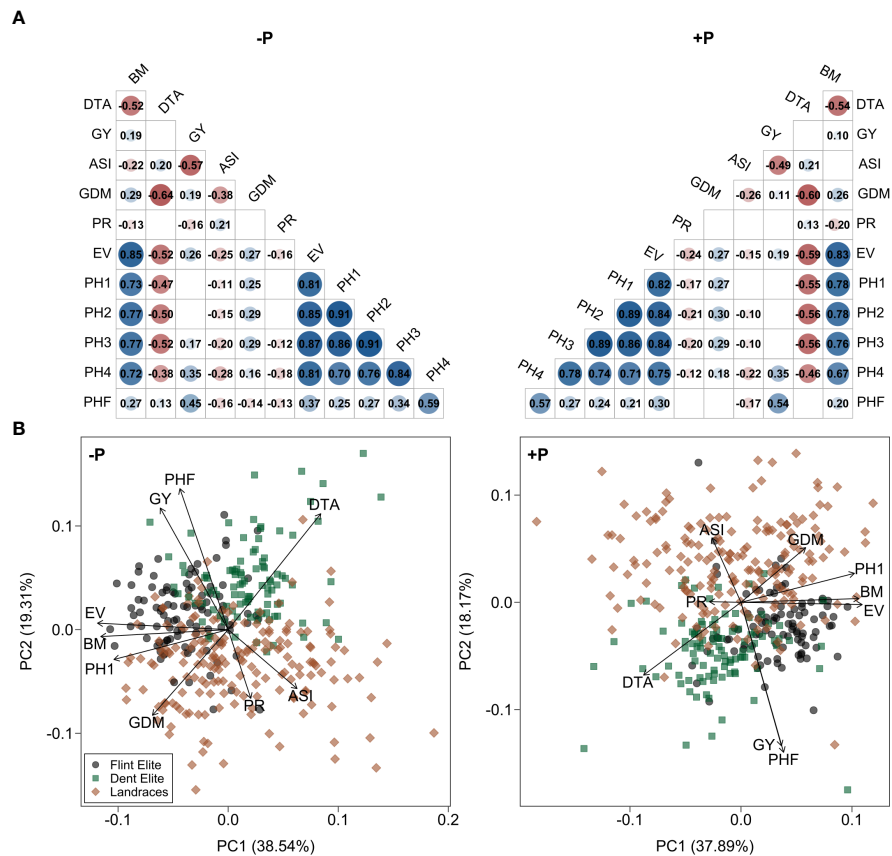 A
-P
+P
BM
DTA -0.52 DTA
GY 0.19 GY
ASI -0.22 0.20 -0.57 ASI
GDM 0.29 -0.64 0.19 -0.38 GDM
PR -0.13 -0.16 0.21 PR
EV 0.85 -0.52 0.26 -0.25 0.27 -0.16 EV
PH1 0.73 -0.47 -0.11 0.25 0.81 PH1
PH2 0.77 -0.50 -0.15 0.29 0.85 0.91 PH2
PH3 0.77 -0.52 0.17 -0.20 0.29 -0.12 0.87 0.86 0.91 PH3
PH4 0.72 -0.38 0.35 -0.28 0.16 -0.18 0.81 0.70 0.76 0.84 PH4
PHF 0.27 0.13 0.45 -0.16 -0.14 -0.13 0.37 0.25 0.27 0.34 0.59
BM
DTA -0.54 DTA
GY 0.10 GY
ASI -0.49 0.21 ASI
GDM -0.26 0.11 -0.60 0.26 GDM
PR 0.13 -0.20 PR
EV -0.24 0.27 -0.15 0.19 -0.59 0.83 EV
PH1 0.82 -0.17 0.27 -0.55 0.78 PH1
PH2 0.89 0.84 -0.21 0.30 -0.10 -0.56 0.78 PH2
PH3 0.89 0.86 0.84 -0.20 0.29 -0.10 -0.56 0.76 PH3
PH4 0.78 0.74 0.71 0.75 -0.12 0.18 -0.22 0.35 -0.46 0.67 PH4
0.57 0.27 0.24 0.21 0.30 -0.17 0.54 0.20 PHF
B
-P
PHF
GY
DTA
EV
BM
PH1
GDM
PR
ASI
Flint Elite
Dent Elite
Landraces
0.1
0.0
-0.1
PC2 (19.31%)
-0.1 0.0 0.1 0.2
PC1 (38.54%)
+P
ASI
GDM
PH1
BM
EV
PR
DTA
GY
PHF
0.1
0.0
-0.1
PC2 (18.17%)
-0.1 0.0 0.1
PC1 (37.89%)